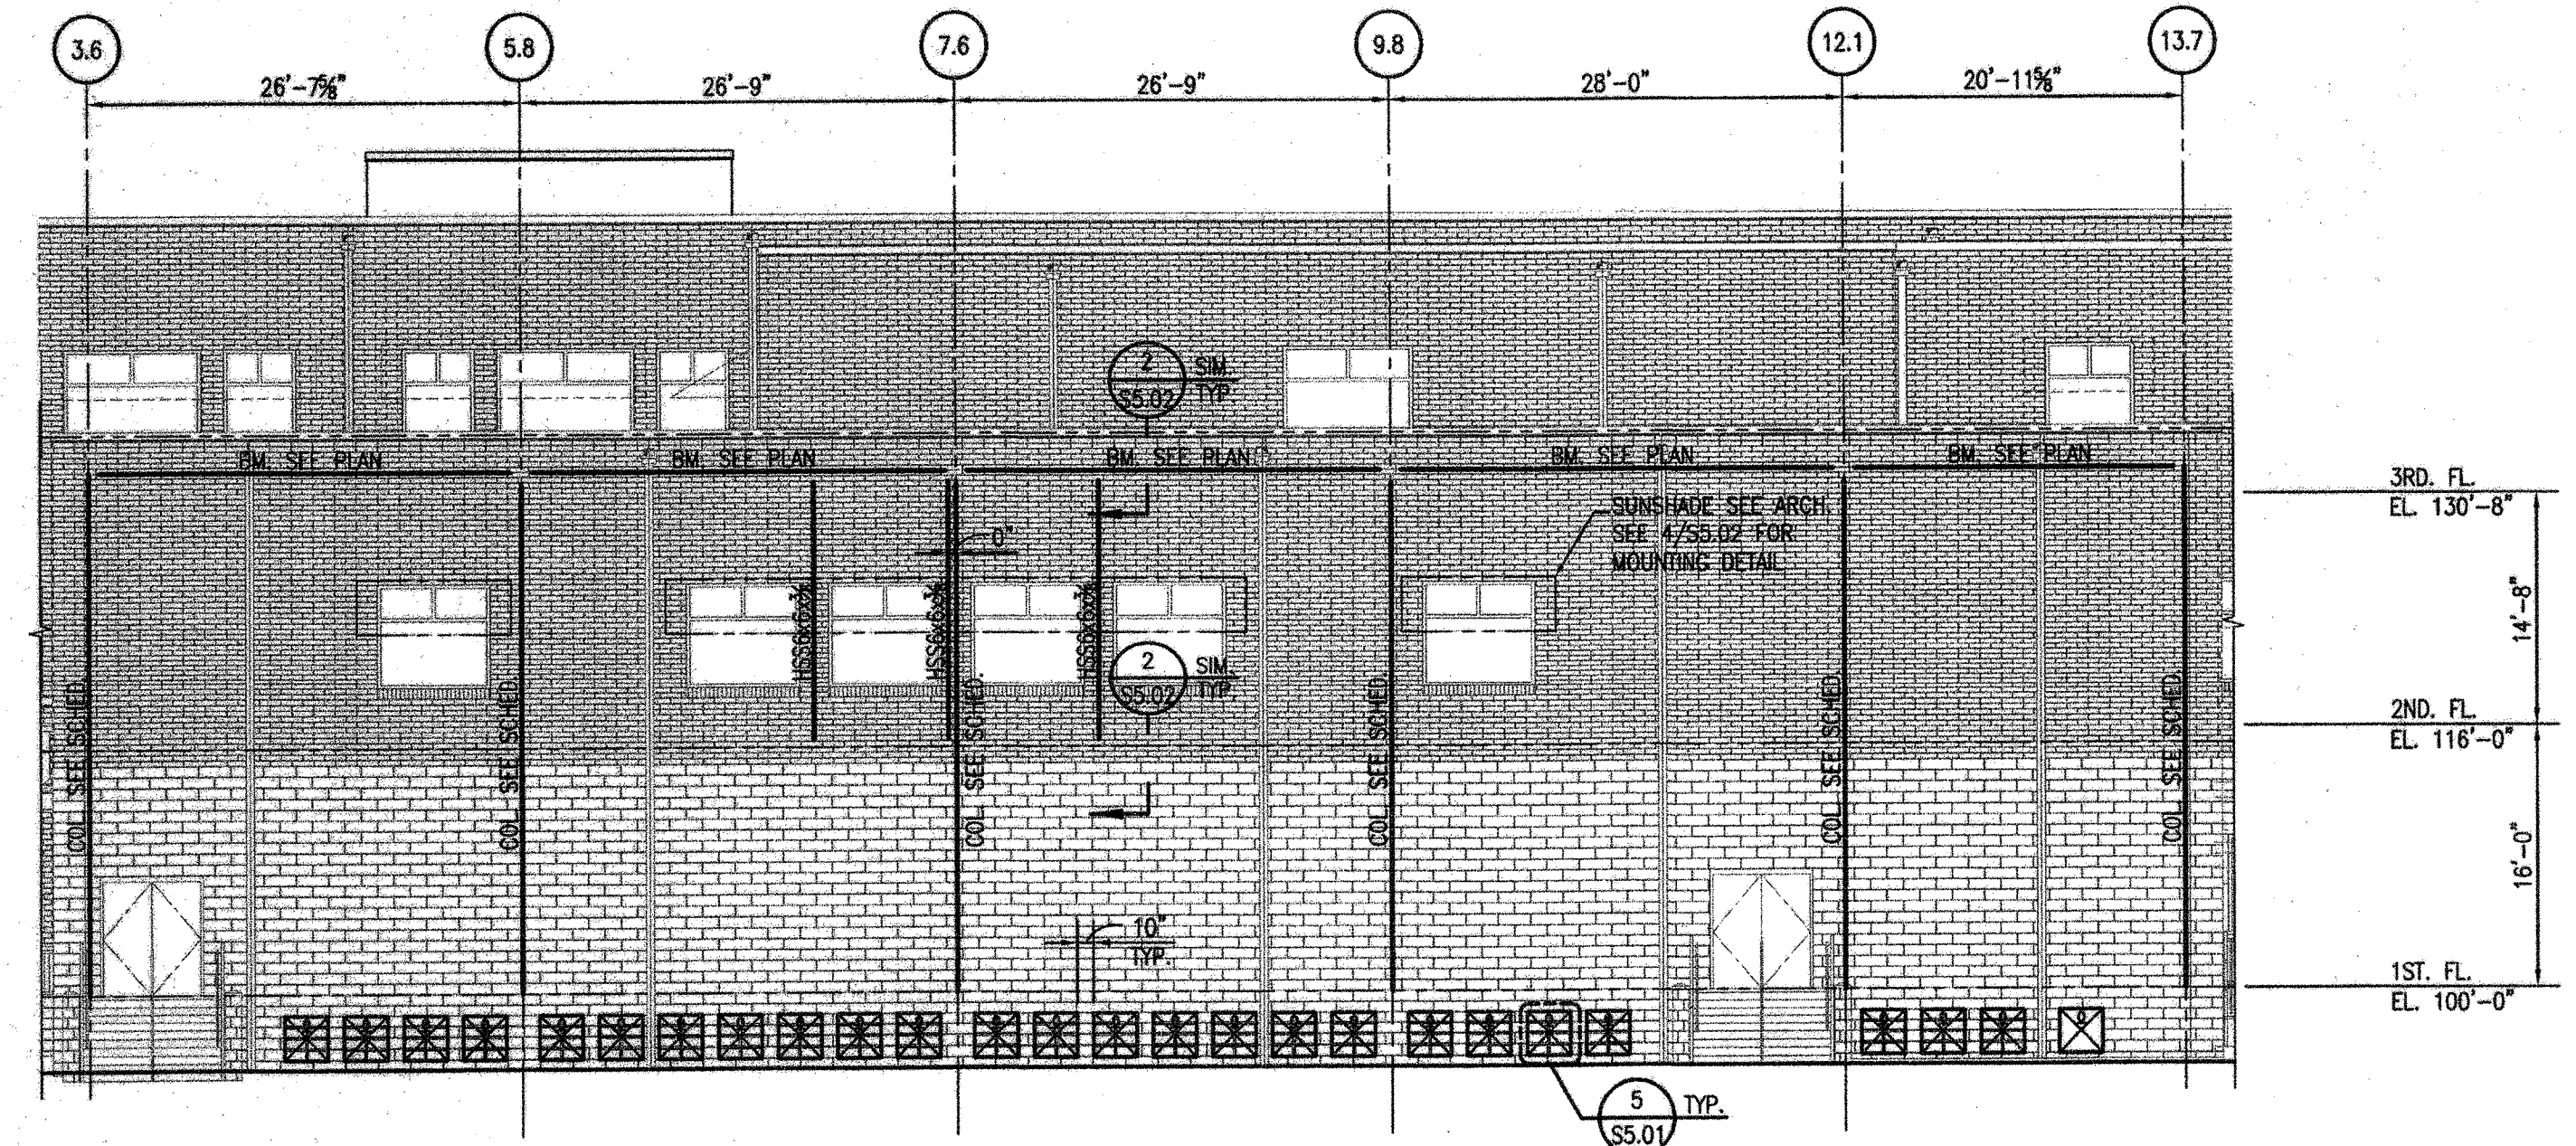 3.6
5.8
7.6
9.8
12.1
13.7
26'-7⅝"
26'-9"
26'-9"
28'-0"
20'-11⅝"
2
S5.02
SIM.
TYP.
BM. SEE PLAN
BM. SEE PLAN
BM. SEE PLAN
BM. SEE PLAN
BM. SEE PLAN
3RD. FL.
EL. 130'-8"
SUNSHADE SEE ARCH.
SEE 4/S5.02 FOR
MOUNTING DETAIL
0"
14'-8"
2
S5.02
SIM.
TYP.
COL. SEE SCHED.
COL. SEE SCHED.
COL. SEE SCHED.
COL. SEE SCHED.
COL. SEE SCHED.
COL. SEE SCHED.
2ND. FL.
EL. 116'-0"
16'-0"
10"
TYP.
1ST. FL.
EL. 100'-0"
5
S5.01
TYP.